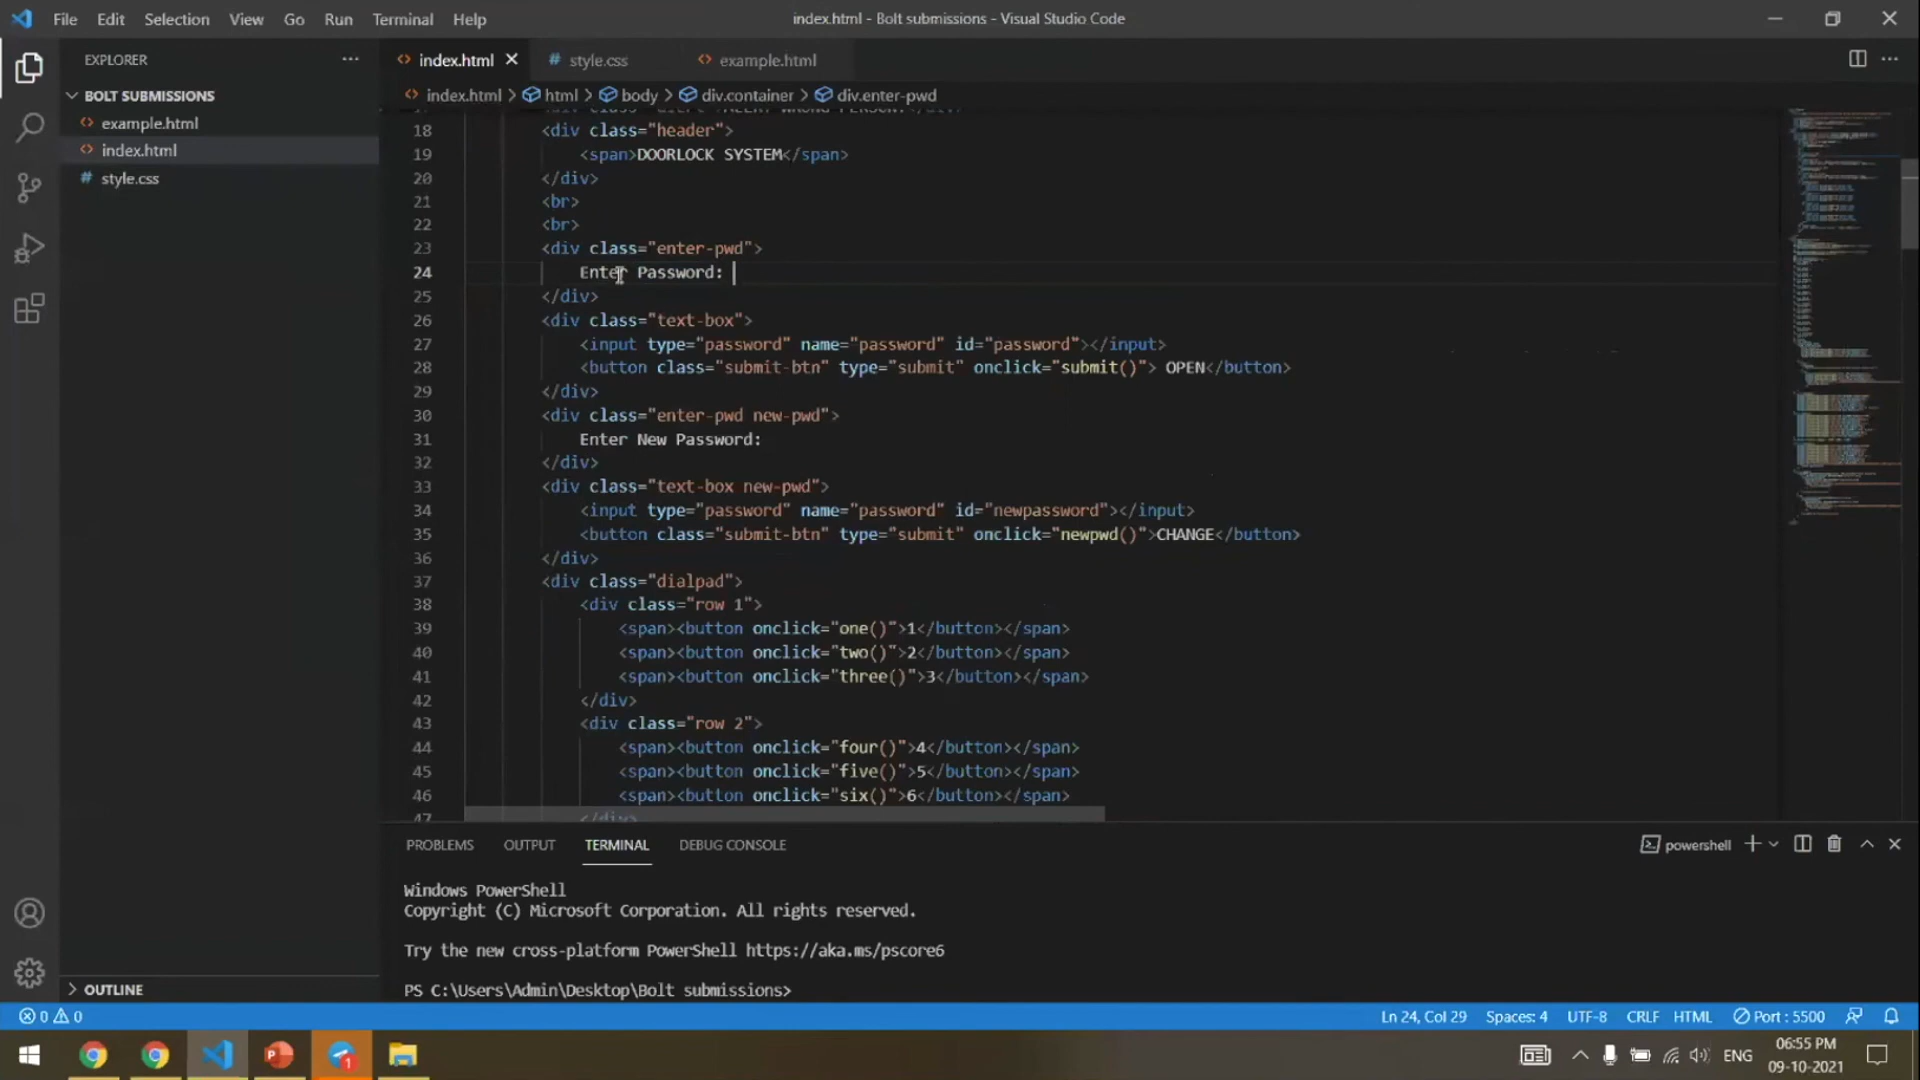 File Edit Selection View Go Run Terminal Help
index.html - Bolt submissions - Visual Studio Code
EXPLORER
index.html
style.css
example.html
BOLT SUBMISSIONS
example.html
index.html
style.css
OUTLINE
index.html > html > body > div.container > div.enter-pwd
18 <div class="header">
19 <span>DOORLOCK SYSTEM</span>
20 </div>
21 <br>
22 <br>
23 <div class="enter-pwd">
24 Enter Password:
25 </div>
26 <div class="text-box">
27 <input type="password" name="password" id="password"></input>
28 <button class="submit-btn" type="submit" onclick="submit()"> OPEN</button>
29 </div>
30 <div class="enter-pwd new-pwd">
31 Enter New Password:
32 </div>
33 <div class="text-box new-pwd">
34 <input type="password" name="password" id="newpassword"></input>
35 <button class="submit-btn" type="submit" onclick="newpwd()">CHANGE</button>
36 </div>
37 <div class="dialpad">
38 <div class="row 1">
39 <span><button onclick="one()">1</button></span>
40 <span><button onclick="two()">2</button></span>
41 <span><button onclick="three()">3</button></span>
42 </div>
43 <div class="row 2">
44 <span><button onclick="four()">4</button></span>
45 <span><button onclick="five()">5</button></span>
46 <span><button onclick="six()">6</button></span>
47 </div>
PROBLEMS OUTPUT TERMINAL DEBUG CONSOLE
powershell
Windows PowerShell
Copyright (C) Microsoft Corporation. All rights reserved.
Try the new cross-platform PowerShell https://aka.ms/pscore6
PS C:\Users\Admin\Desktop\Bolt submissions>
0 0
Ln 24, Col 29 Spaces: 4 UTF-8 CRLF HTML Port : 5500
1
ENG
06:55 PM
09-10-2021